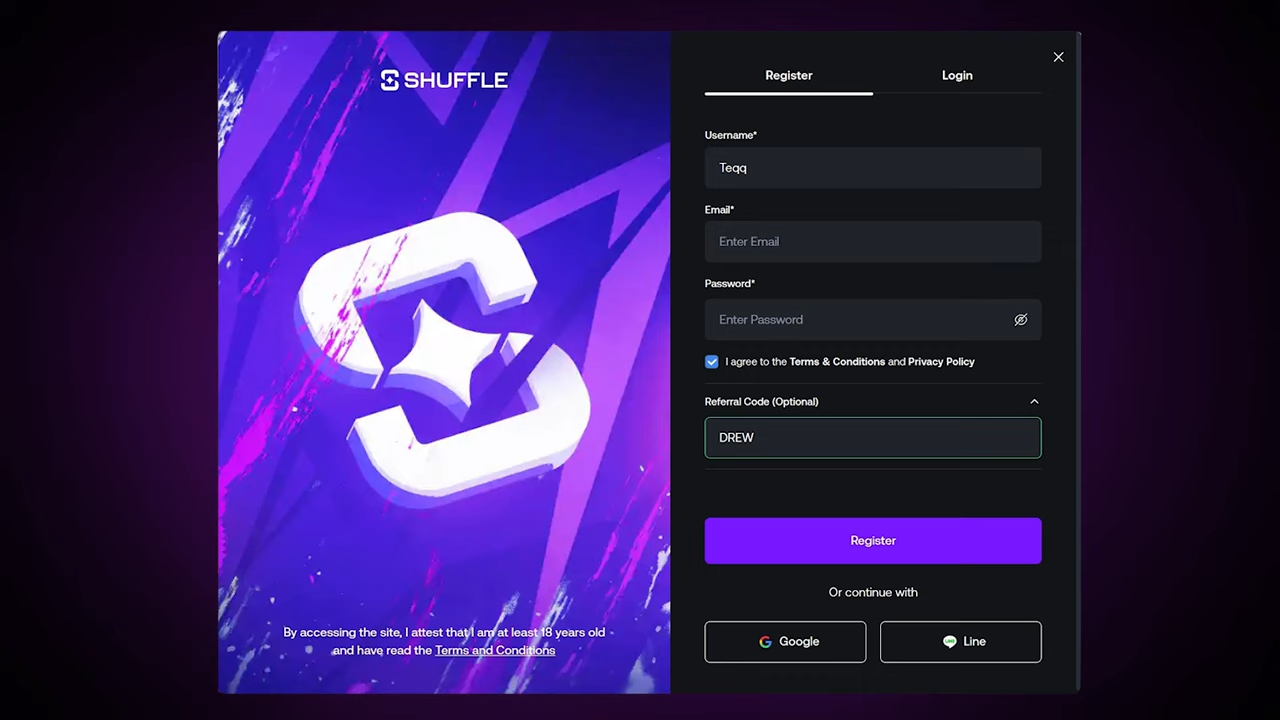 SHUFFLE
By accessing the site, I attest that I am at least 18 years old
and have read the Terms and Conditions
Register
Login
Username*
Teqq
Email*
Enter Email
Password*
Enter Password
I agree to the Terms & Conditions and Privacy Policy
Referral Code (Optional)
DREW
Register
Or continue with
Google
LINE
Line